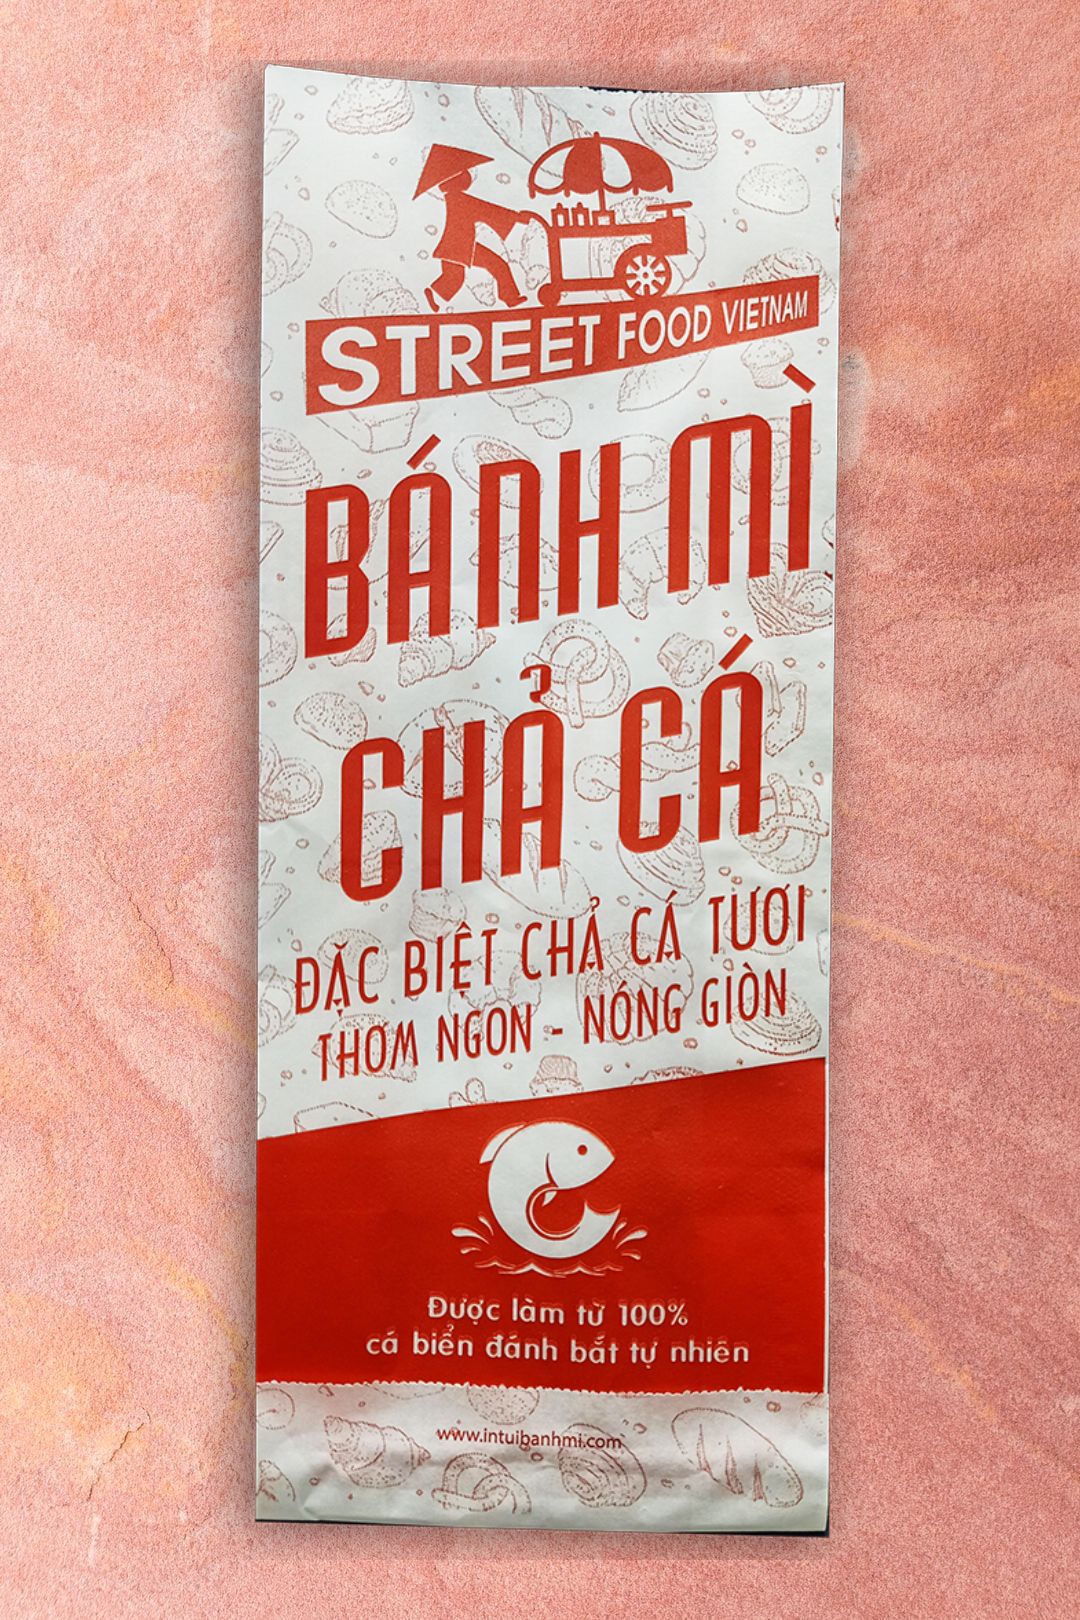 STREET FOOD VIETNAM
BÁNH MÌ
CHẢ CÁ
ĐẶC BIỆT CHẢ CÁ TƯƠI
THƠM NGON - NÓNG GIÒN
Được làm từ 100%
cá biển đánh bắt tự nhiên
www.intuibanhmi.com